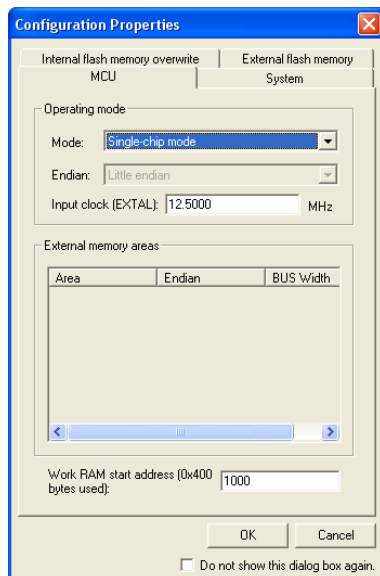 Configuration Properties
Internal flash memory overwrite External flash memory
MCU System
Operating mode
Mode: Single-chip mode
Endian: Little endian
Input clock (EXTAL): 12.5000 MHz
External memory areas
Area Endian BUS Width
Work RAM start address (0x400
bytes used): 1000
OK Cancel
Do not show this dialog box again.